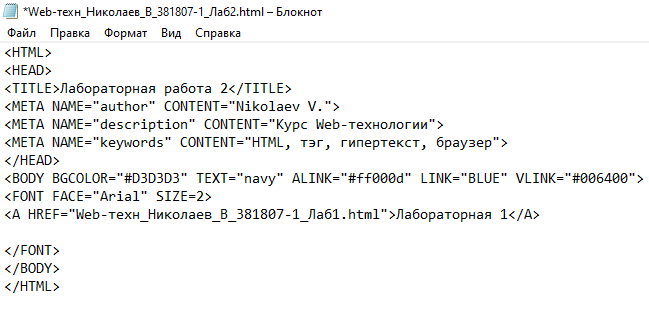 *Web-техн_Николаев_В_381807-1_Лаб2.html – Блокнот
Файл Правка Формат Вид Справка
<HTML>
<HEAD>
<TITLE>Лабораторная работа 2</TITLE>
<META NAME="author" CONTENT="Nikolaev V.">
<META NAME="description" CONTENT="Курс Web-технологии">
<META NAME="keywords" CONTENT="HTML, тэг, гипертекст, браузер">
</HEAD>
<BODY BGCOLOR="#D3D3D3" TEXT="navy" ALINK="#ff000d" LINK="BLUE" VLINK="#006400">
<FONT FACE="Arial" SIZE=2>
<A HREF="Web-техн_Николаев_В_381807-1_Лаб1.html">Лабораторная 1</A>
</FONT>
</BODY>
</HTML>